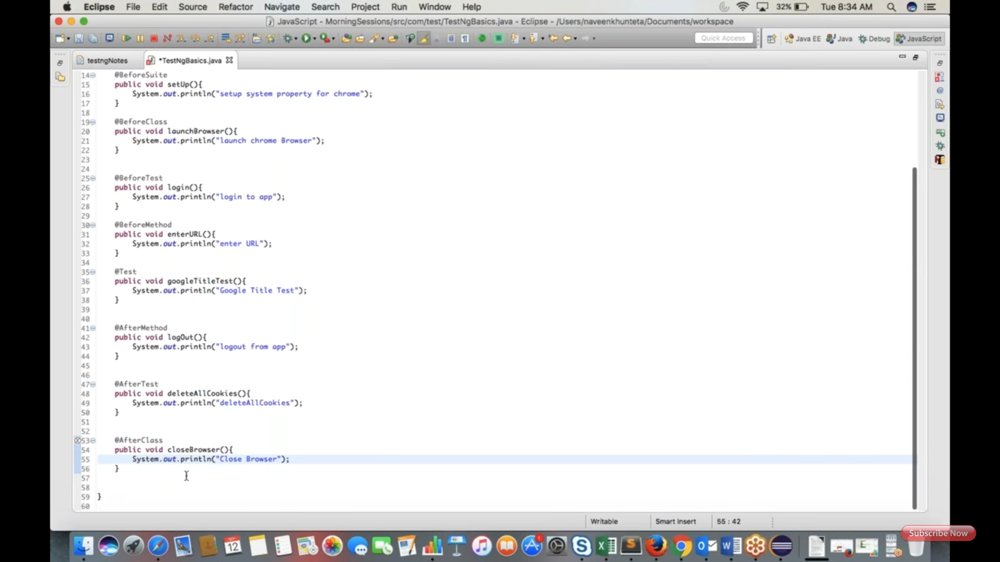 Eclipse File Edit Source Refactor Navigate Search Project Run Window Help 32% Tue 8:34 AM
JavaScript - MorningSessions/src/com/test/TestNgBasics.java - Eclipse - /Users/naveenkhunteta/Documents/workspace
Quick Access Java EE Java Debug JavaScript
testngNotes *TestNgBasics.java
14 @BeforeSuite
15 public void setUp(){
16 System.out.println("setup system property for chrome");
17 }
18
19 @BeforeClass
20 public void launchBrowser(){
21 System.out.println("launch chrome Browser");
22 }
23
24
25 @BeforeTest
26 public void login(){
27 System.out.println("login to app");
28 }
29
30 @BeforeMethod
31 public void enterURL(){
32 System.out.println("enter URL");
33 }
34
35 @Test
36 public void googleTitleTest(){
37 System.out.println("Google Title Test");
38 }
39
40
41 @AfterMethod
42 public void logOut(){
43 System.out.println("logout from app");
44 }
45
46
47 @AfterTest
48 public void deleteAllCookies(){
49 System.out.println("deleteAllCookies");
50 }
51
52
53 @AfterClass
54 public void closeBrowser(){
55 System.out.println("Close Browser");
56 }
57
58
59 }
60
Writable Smart Insert 55 : 42
Subscribe Now
12